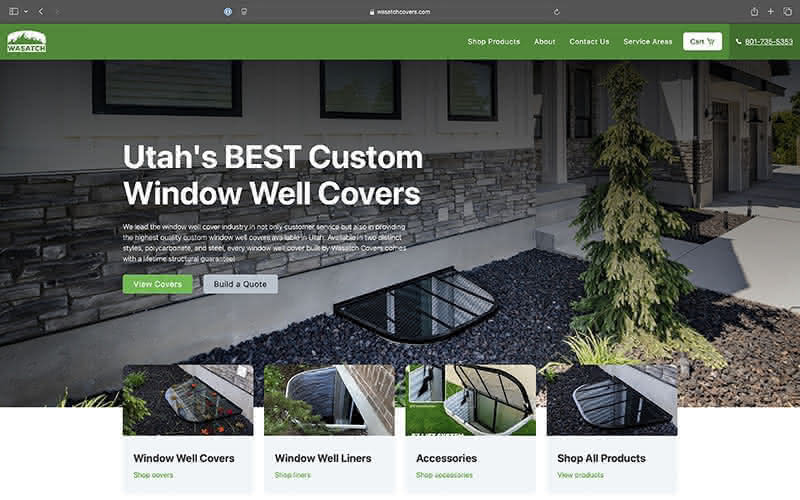 wasatchcovers.com
WASATCH
Shop Products
About
Contact Us
Service Areas
Cart
801-735-5353
Utah's BEST Custom
Window Well Covers
We lead the window well cover industry in not only customer service but also in providing
the highest quality custom window well covers available in Utah. Available in two distinct
styles, polycarbonate, and steel, every window well cover built by Wasatch Covers comes
with a lifetime structural guarantee!
View Covers
Build a Quote
Window Well Covers
Shop covers
Window Well Liners
Shop liners
LIFT SYSTEM
Accessories
Shop accessories
Shop All Products
View products